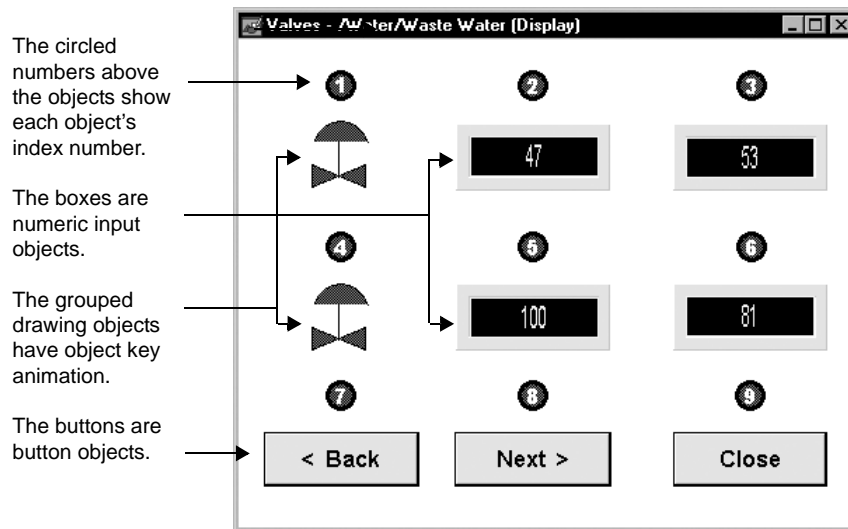 Valves - /Water/Waste Water (Display)
The circled
numbers above
the objects show
each object's
index number.
The boxes are
numeric input
objects.
The grouped
drawing objects
have object key
animation.
The buttons are
button objects.
1 2 3
47 53
4 5 6
100 81
7 8 9
< Back Next > Close